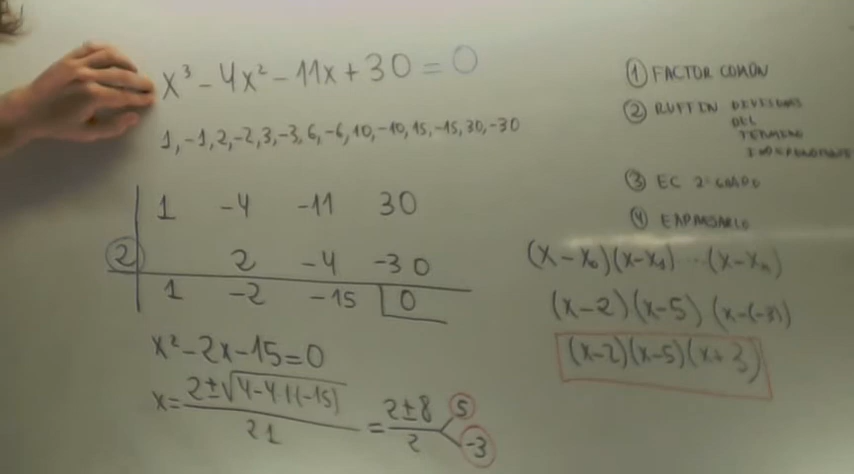 x³ - 4x² - 11x + 30 = 0
1, -1, 2, -2, 3, -3, 6, -6, 10, -10, 15, -15, 30, -30
1 -4 -11 30
2 2 -4 -30
1 -2 -15 0
x² - 2x - 15 = 0
x = 2 ± √4 - 4·1(-15) / 2·1 = 2 ± 8 / 2 5 -3
① FACTOR COMÚN
② RUFFINI
DEL
TERMINO
③ EC 2º GRADO
④
(x - x₀)(x - x₁) ... (x - xₙ)
(x - 2)(x - 5)(x - (-3))
(x - 2)(x - 5)(x + 3)